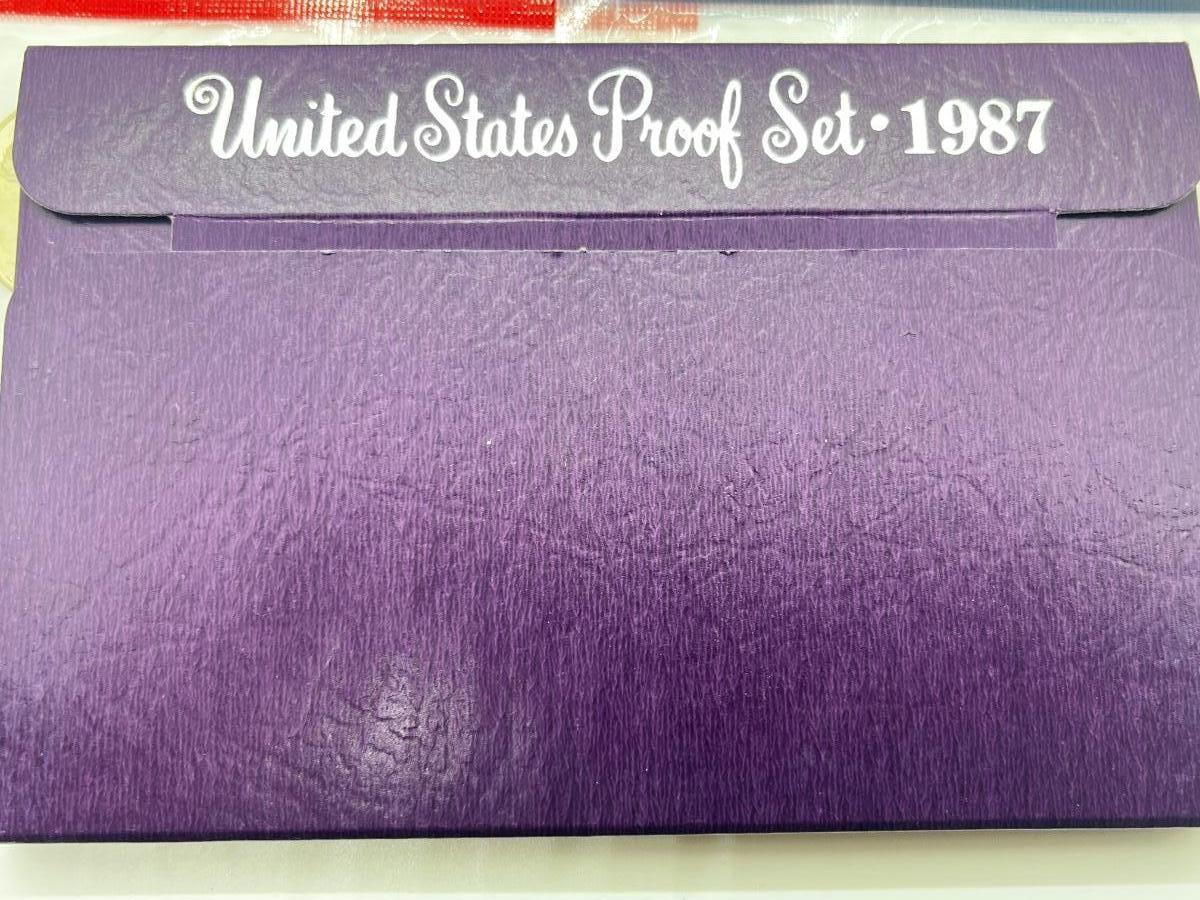 United States Proof Set • 1987